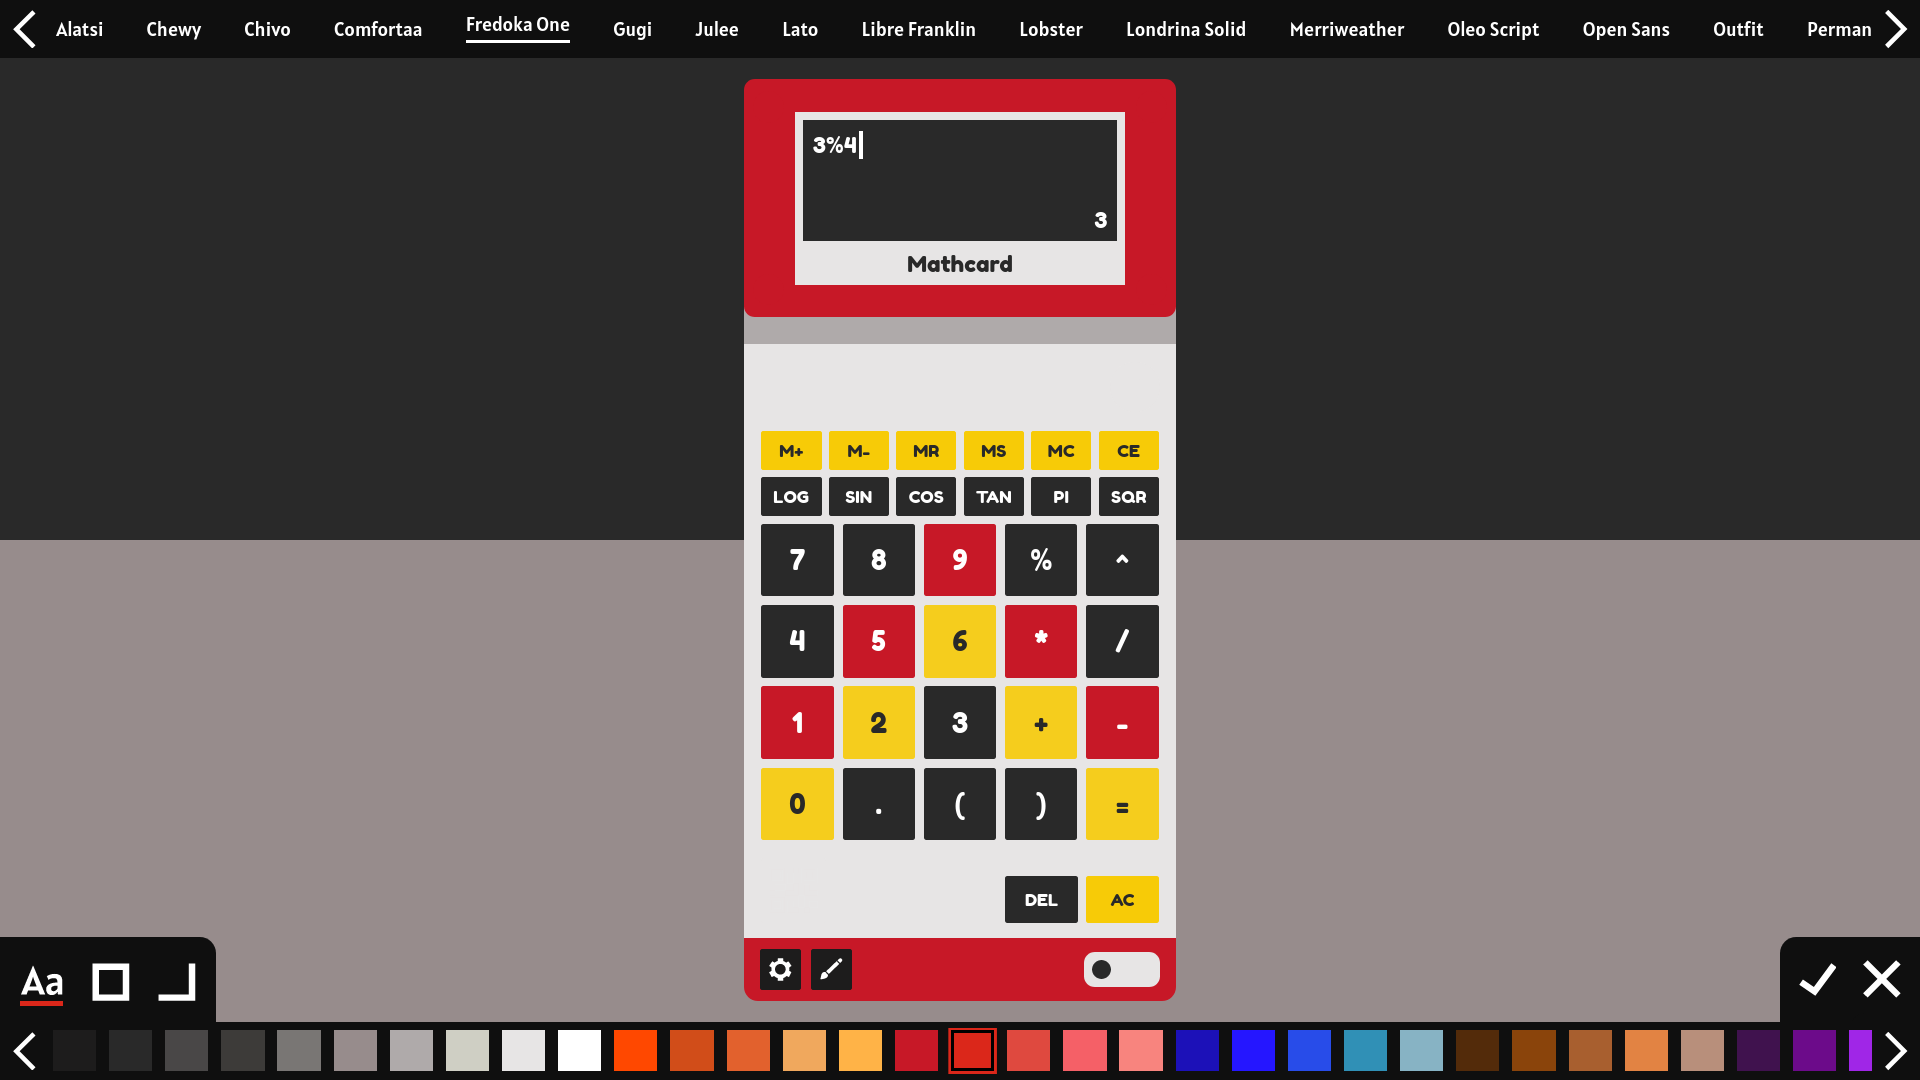 Alatsi Chewy Chivo Comfortaa Fredoka One Gugi Julee Lato Libre Franklin Lobster Londrina Solid Merriweather Oleo Script Open Sans Outfit Perman
3%4
3
Mathcard
M+ M- MR MS MC CE
LOG SIN COS TAN PI SQR
7 8 9 % ^
4 5 6 * /
1 2 3 + -
0 . ( ) =
DEL AC
Aa